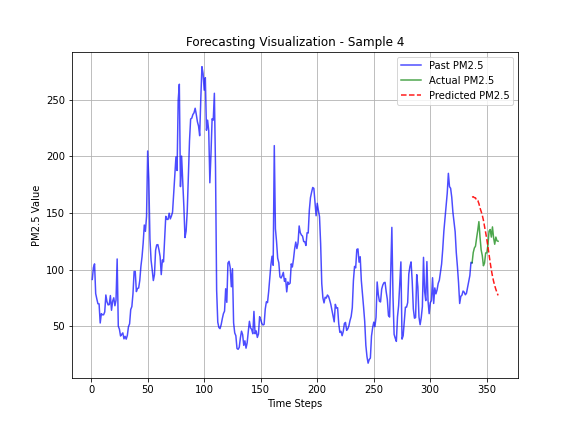 Forecasting Visualization - Sample 4
Past PM2.5
Actual PM2.5
Predicted PM2.5
PM2.5 Value
250
200
150
100
50
0
50
100
150
200
250
300
350
Time Steps